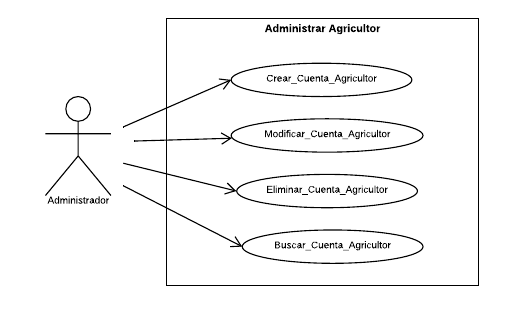 Administrar Agricultor
Crear_Cuenta_Agricultor
Modificar_Cuenta_Agricultor
Eliminar_Cuenta_Agricultor
Administrador
Buscar_Cuenta_Agricultor